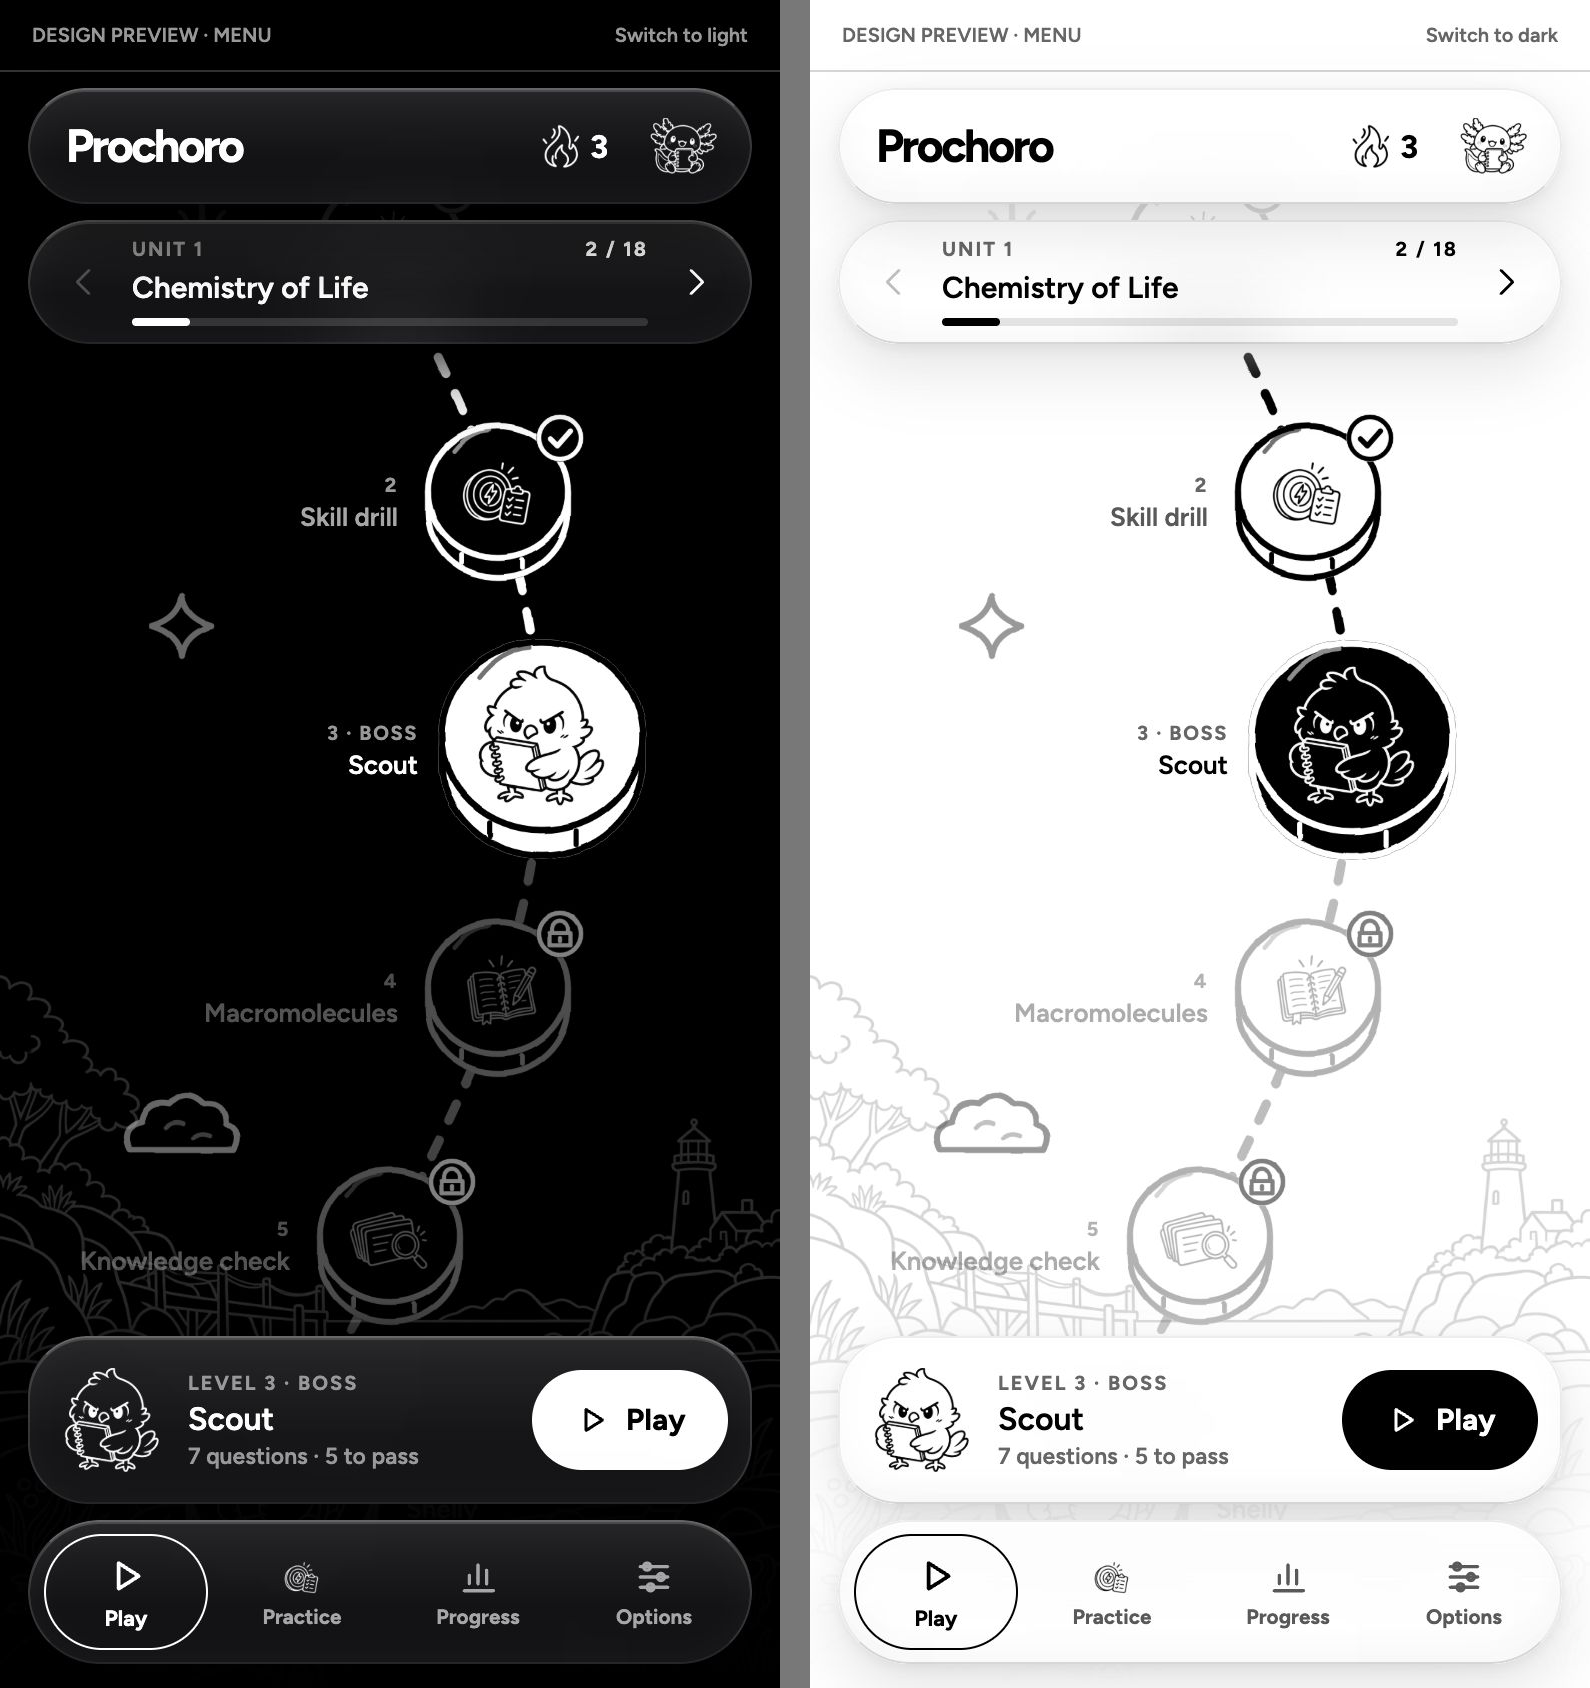 DESIGN PREVIEW · MENU
Switch to light
Prochoro
3
UNIT 1
2 / 18
Chemistry of Life
2
Skill drill
3 · BOSS
Scout
4
Macromolecules
5
Knowledge check
LEVEL 3 · BOSS
Scout
7 questions · 5 to pass
Play
Shelly
Play
Practice
Progress
Options
DESIGN PREVIEW · MENU
Switch to dark
Prochoro
3
UNIT 1
2 / 18
Chemistry of Life
2
Skill drill
3 · BOSS
Scout
4
Macromolecules
5
Knowledge check
LEVEL 3 · BOSS
Scout
7 questions · 5 to pass
Play
Shelly
Play
Practice
Progress
Options